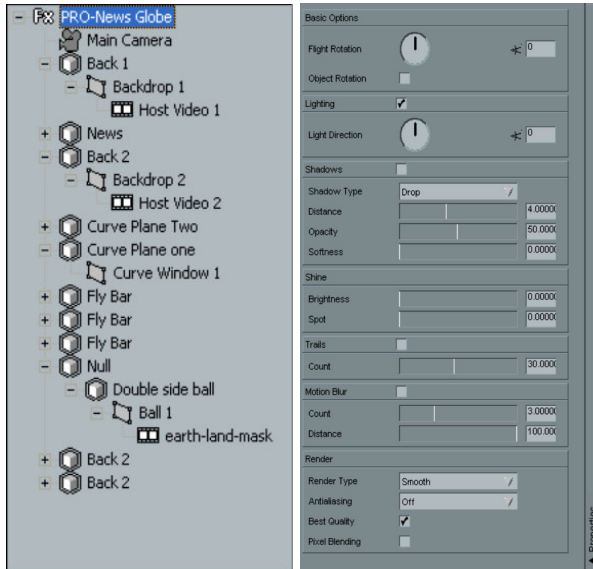 PRO-News Globe
Main Camera
Back 1
Backdrop 1
Host Video 1
News
Back 2
Backdrop 2
Host Video 2
Curve Plane Two
Curve Plane one
Curve Window 1
Fly Bar
Fly Bar
Fly Bar
Null
Double side ball
Ball 1
earth-land-mask
Back 2
Back 2
Basic Options
Flight Rotation 0
Object Rotation
Lighting
Light Direction 0
Shadows
Shadow Type Drop
Distance 4.0000
Opacity 50.000
Softness 0.0000
Shine
Brightness 0.0000
Spot 0.0000
Trails
Count 30.000
Motion Blur
Count 3.0000
Distance 100.00
Render
Render Type Smooth
Antialiasing Off
Best Quality
Pixel Blending
Properties